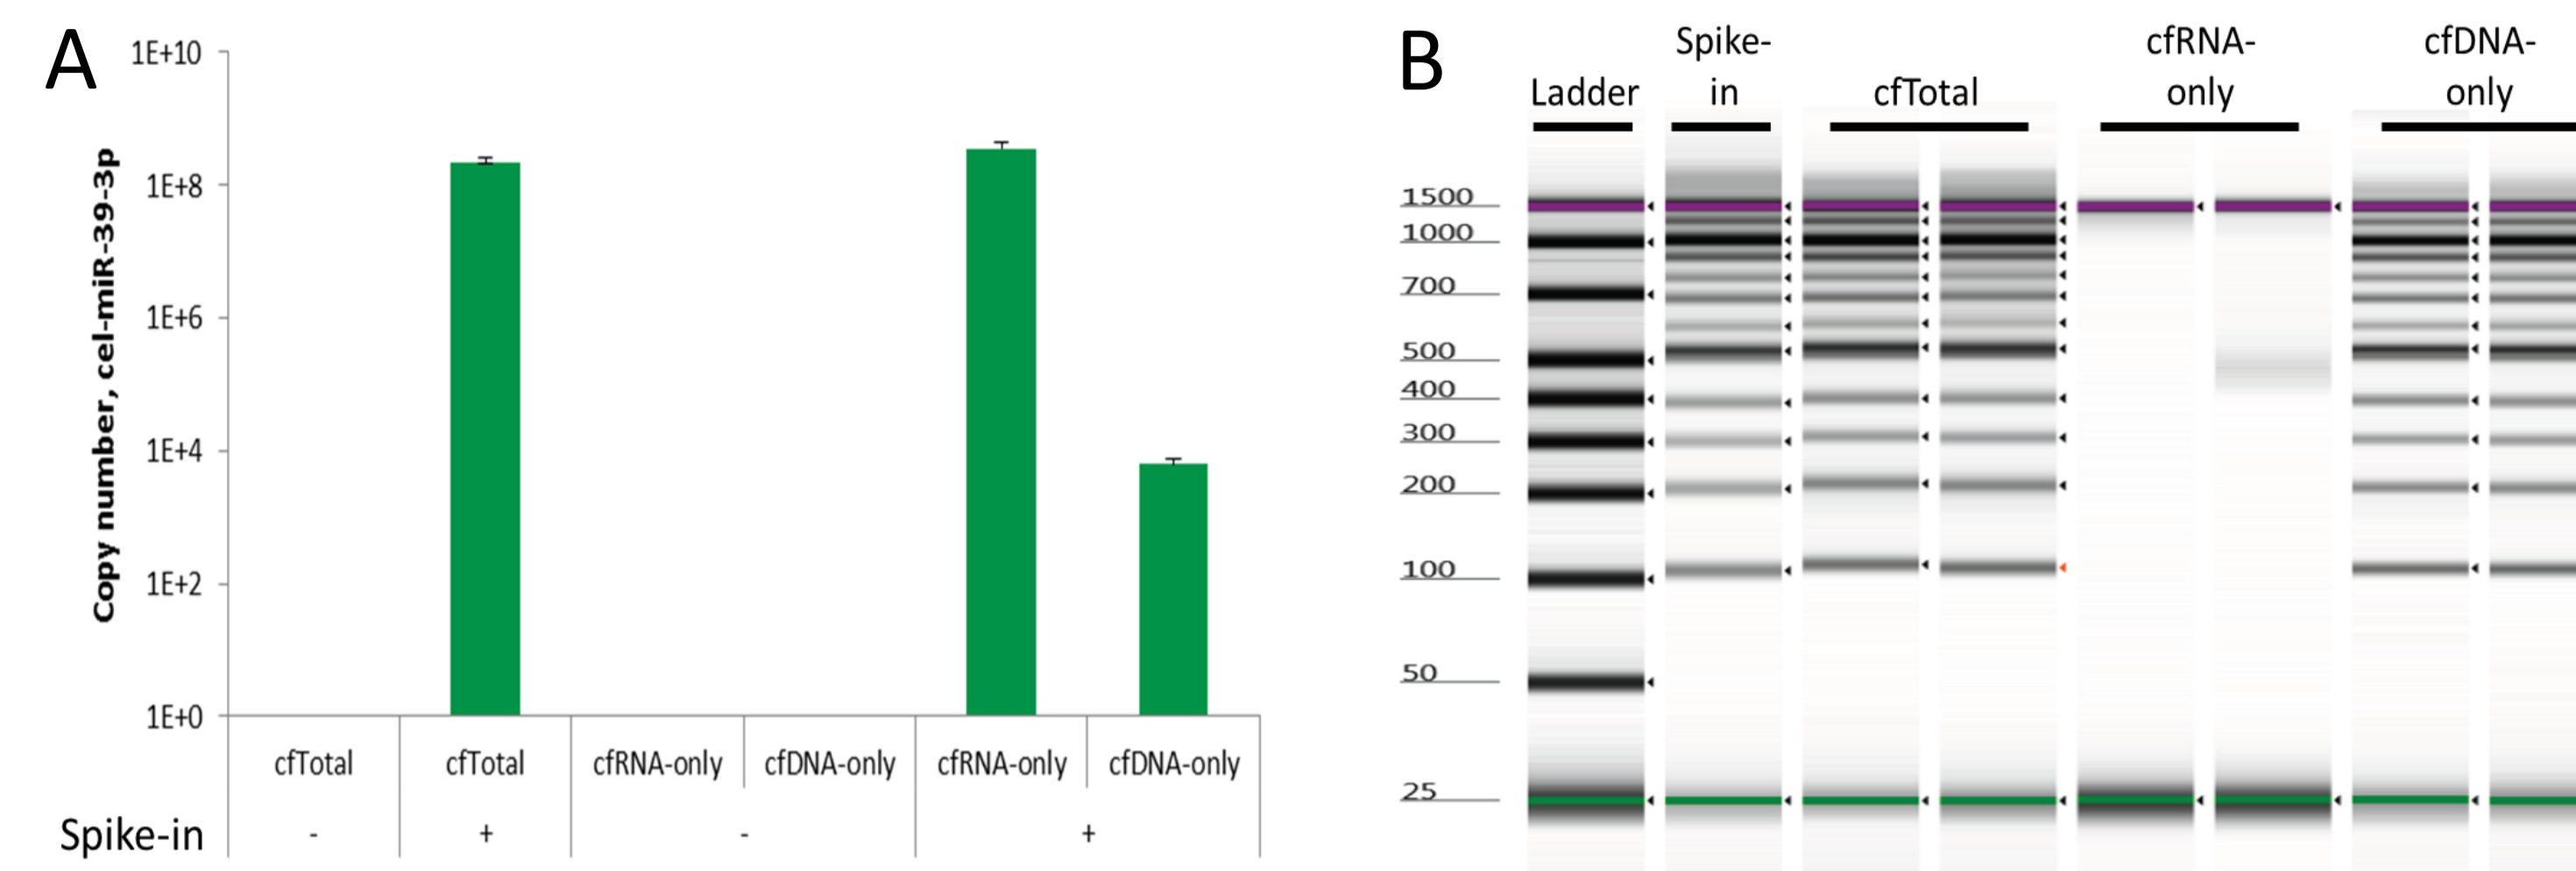 A
1E+10
1E+8
1E+6
1E+4
1E+2
1E+0
Copy number, cel-miR-39-3p
cfTotal cfTotal cfRNA-only cfDNA-only cfRNA-only cfDNA-only
Spike-in - + - +
B
Ladder
Spike-
in
cfTotal
cfRNA-
only
cfDNA-
only
1500
1000
700
500
400
300
200
100
50
25